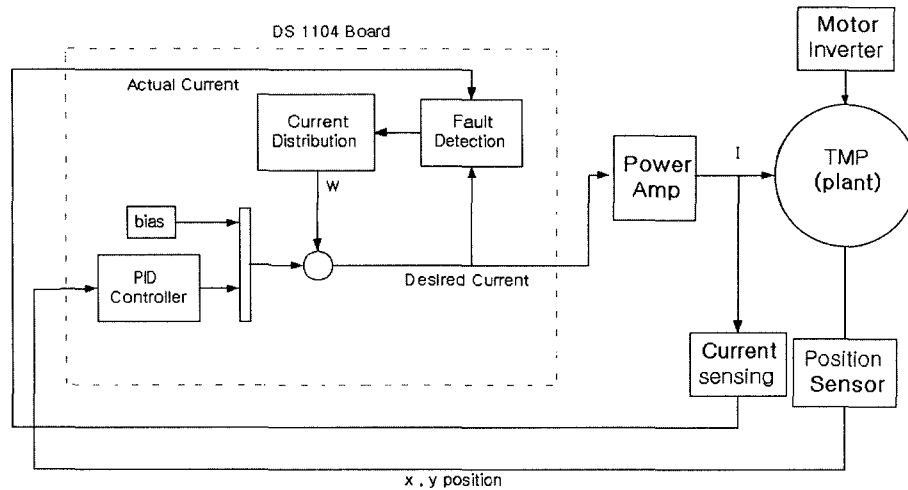 DS 1104 Board
Motor
Inverter
Actual Current
Current
Distribution
Fault
Detection
Power
Amp
I
TMP
(plant)
W
bias
PID
Controller
Desired Current
Current
sensing
Position
Sensor
x , y position